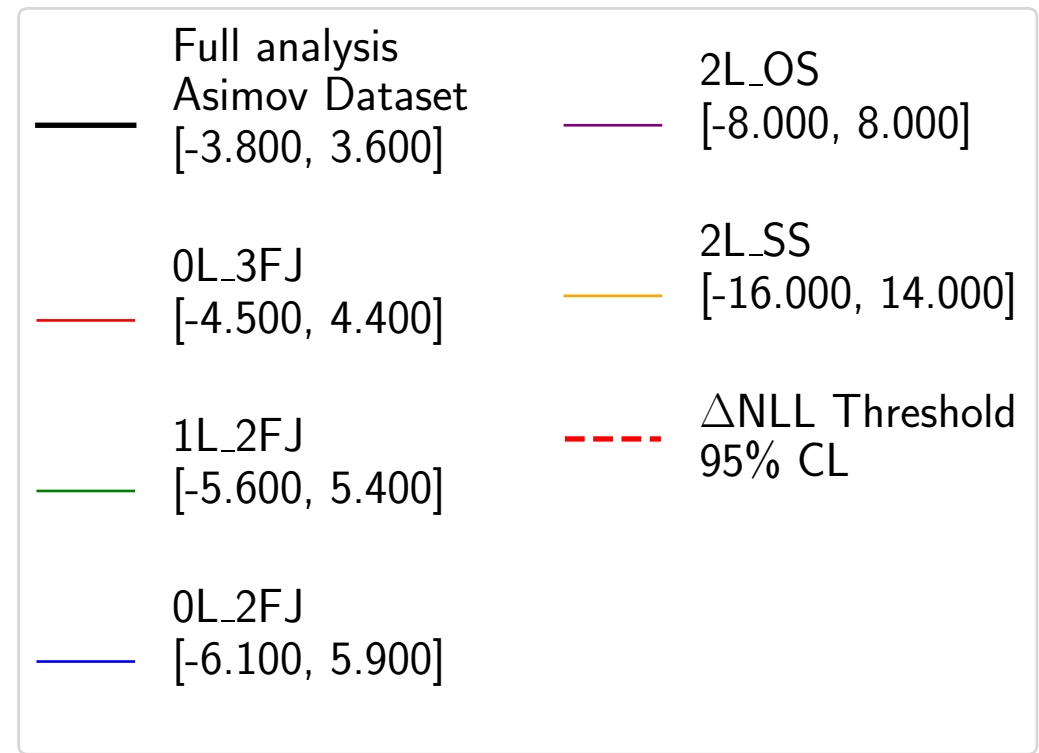 Full analysis
Asimov Dataset
[-3.800, 3.600]
0L_3FJ
[-4.500, 4.400]
1L_2FJ
[-5.600, 5.400]
0L_2FJ
[-6.100, 5.900]
2L_OS
[-8.000, 8.000]
2L_SS
[-16.000, 14.000]
ΔNLL Threshold
95% CL